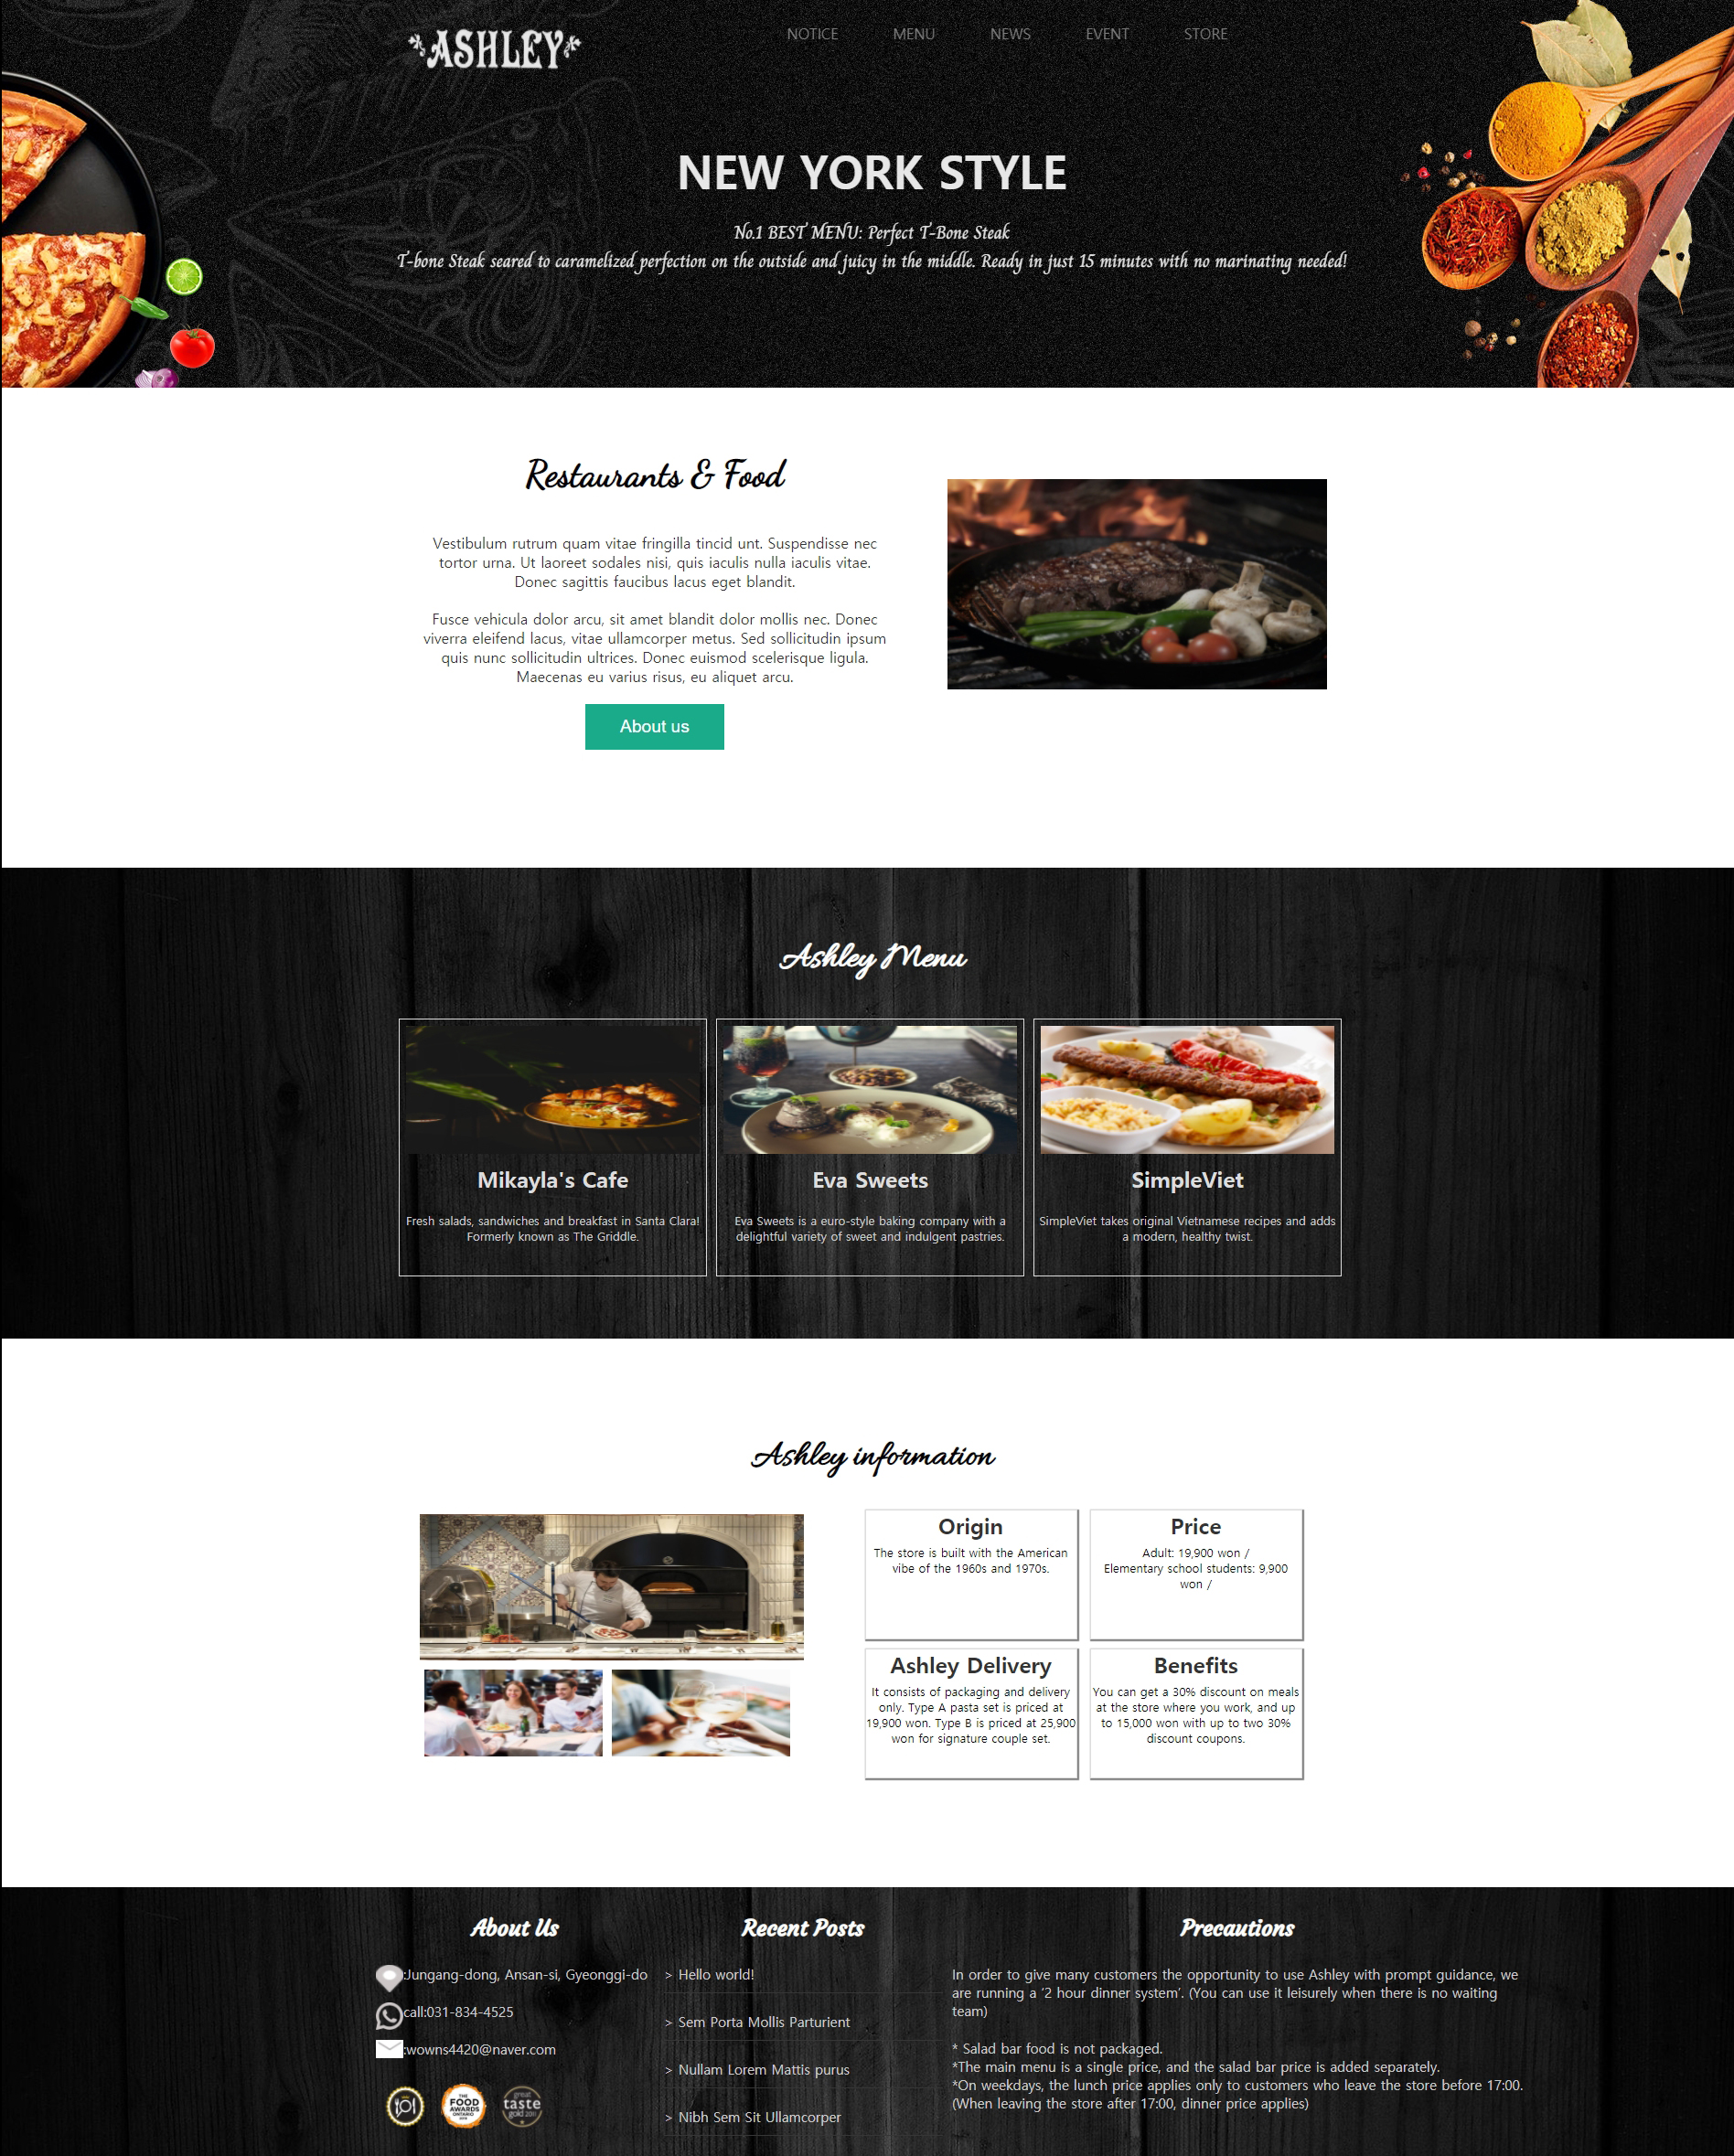 ASHLEY
NOTICE MENU NEWS EVENT STORE
NEW YORK STYLE
No.1 BEST MENU: Perfect T-Bone Steak
T-bone Steak seared to caramelized perfection on the outside and juicy in the middle. Ready in just 15 minutes with no marinating needed!
Restaurants & Food
Vestibulum rutrum quam vitae fringilla tincid unt. Suspendisse nec
tortor urna. Ut laoreet sodales nisi, quis iaculis nulla iaculis vitae.
Donec sagittis faucibus lacus eget blandit.
Fusce vehicula dolor arcu, sit amet blandit dolor mollis nec. Donec
viverra eleifend lacus, vitae ullamcorper metus. Sed sollicitudin ipsum
quis nunc sollicitudin ultrices. Donec euismod scelerisque ligula.
Maecenas eu varius risus, eu aliquet arcu.
About us
Ashley Menu
Mikayla's Cafe
Fresh salads, sandwiches and breakfast in Santa Clara!
Formerly known as The Griddle.
Eva Sweets
Eva Sweets is a euro-style baking company with a
delightful variety of sweet and indulgent pastries.
SimpleViet
SimpleViet takes original Vietnamese recipes and adds
a modern, healthy twist.
Ashley information
Origin
The store is built with the American
vibe of the 1960s and 1970s.
Price
Adult: 19,900 won /
Elementary school students: 9,900
won /
Ashley Delivery
It consists of packaging and delivery
only. Type A pasta set is priced at
19,900 won. Type B is priced at 25,900
won for signature couple set.
Benefits
You can get a 30% discount on meals
at the store where you work, and up
to 15,000 won with up to two 30%
discount coupons.
About Us
:Jungang-dong, Ansan-si, Gyeonggi-do
call:031-834-4525
:wowns4420@naver.com
THE
FOOD
AWARDS
ONTARIO
great
taste
gold 2011
Recent Posts
> Hello world!
> Sem Porta Mollis Parturient
> Nullam Lorem Mattis purus
> Nibh Sem Sit Ullamcorper
Precautions
In order to give many customers the opportunity to use Ashley with prompt guidance, we
are running a '2 hour dinner system'. (You can use it leisurely when there is no waiting
team)
* Salad bar food is not packaged.
*The main menu is a single price, and the salad bar price is added separately.
*On weekdays, the lunch price applies only to customers who leave the store before 17:00.
(When leaving the store after 17:00, dinner price applies)